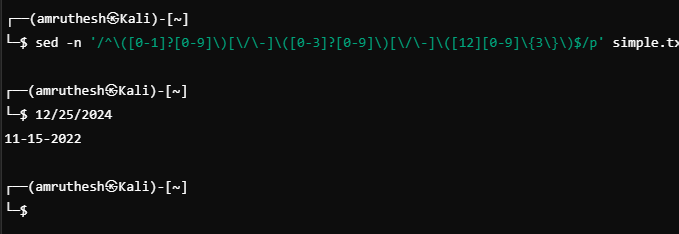 ┌──(amruthesh㉿Kali)-[~]
└─$ sed -n '/^\([0-1]?[0-9]\)[\/\-]\([0-3]?[0-9]\)[\/\-]\([12][0-9]\{3\}\)$/p' simple.tx
┌──(amruthesh㉿Kali)-[~]
└─$ 12/25/2024
11-15-2022
┌──(amruthesh㉿Kali)-[~]
└─$